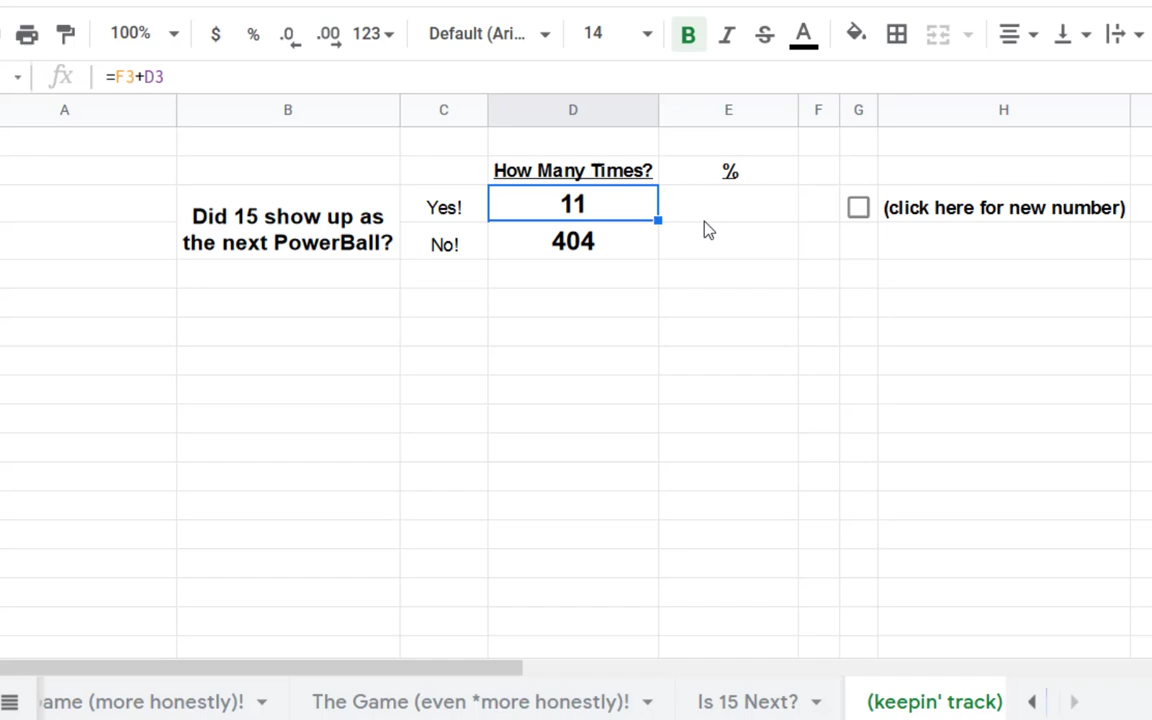 100% $ % .0 .00 123 Default (Ari... 14 B I S A
fx =F3+D3
A B C D E F G H
How Many Times? %
Did 15 show up as
the next PowerBall?
Yes! 11
No! 404
(click here for new number)
ame (more honestly)! The Game (even *more honestly)! Is 15 Next? (keepin' track)